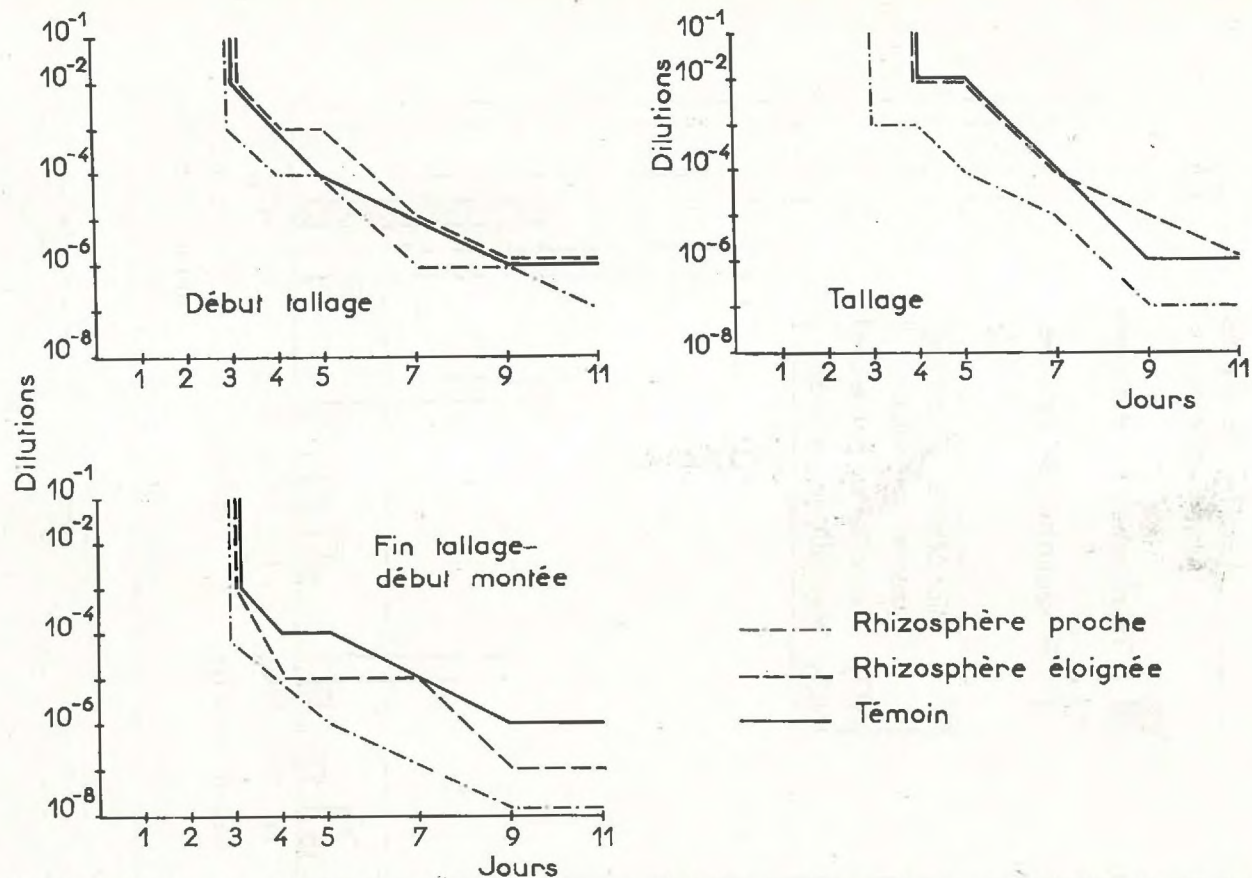 Dilutions
10⁻¹
10⁻²
10⁻⁴
10⁻⁶
10⁻⁸
Début tallage
1 2 3 4 5 7 9 11
Dilutions
10⁻¹
10⁻²
10⁻⁴
10⁻⁶
10⁻⁸
Tallage
1 2 3 4 5 7 9 11
Jours
Dilutions
10⁻¹
10⁻²
10⁻⁴
10⁻⁶
10⁻⁸
Fin tallage-
début montée
1 2 3 4 5 7 9 11
Jours
Rhizosphère proche
Rhizosphère éloignée
Témoin